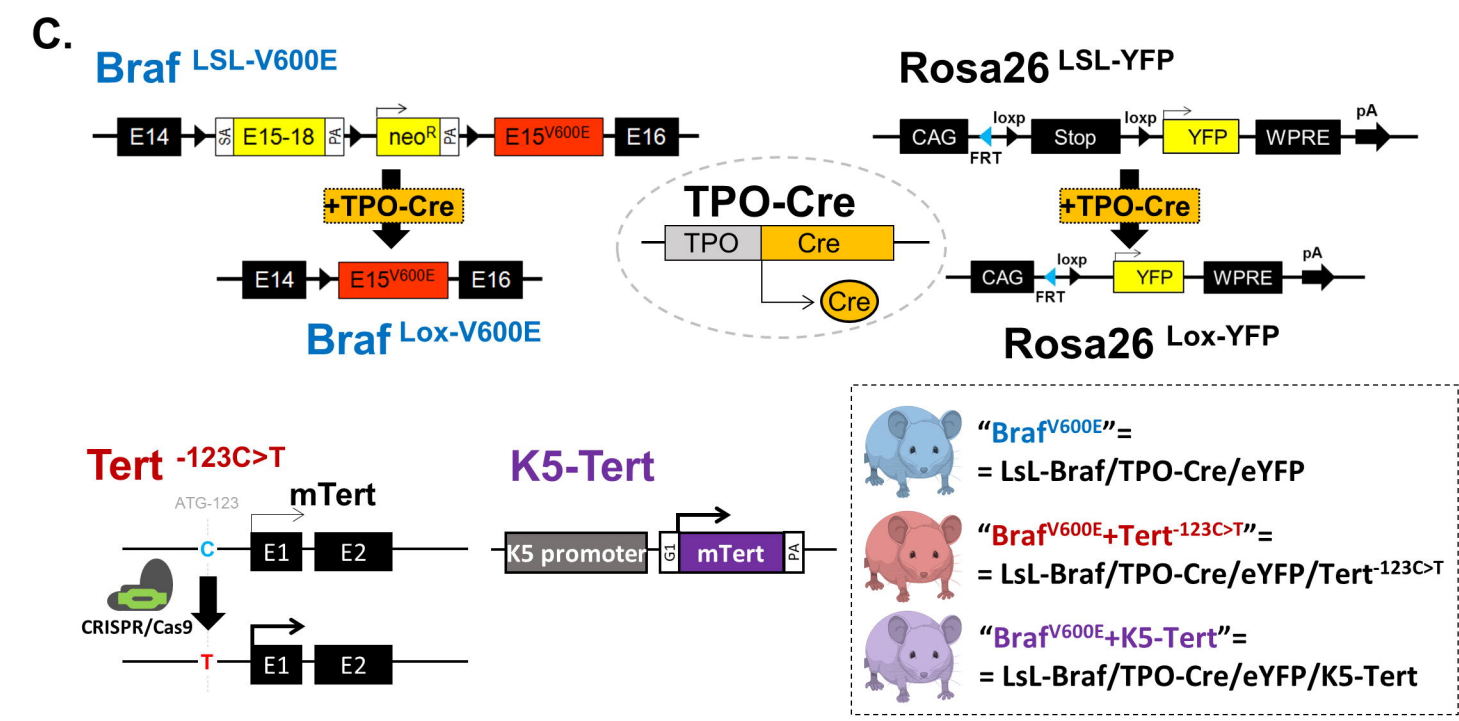 C.
Braf LSL-V600E
E14 SA E15-18 PA neoR PA E15V600E E16
+TPO-Cre
E14 E15V600E E16
Braf Lox-V600E
TPO-Cre
TPO Cre
Cre
Rosa26 LSL-YFP
loxp loxp pA
CAG Stop YFP WPRE
FRT
+TPO-Cre
loxp pA
CAG YFP WPRE
FRT
Rosa26 Lox-YFP
Tert -123C>T
ATG-123 mTert
C E1 E2
CRISPR/Cas9
T E1 E2
K5-Tert
K5 promoter G1 mTert PA
“BrafV600E”=
= LsL-Braf/TPO-Cre/eYFP
“BrafV600E+Tert-123C>T”=
= LsL-Braf/TPO-Cre/eYFP/Tert-123C>T
“BrafV600E+K5-Tert”=
= LsL-Braf/TPO-Cre/eYFP/K5-Tert